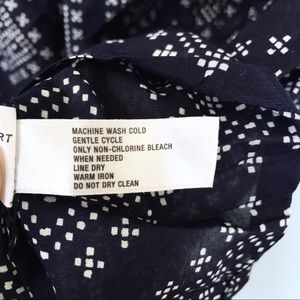 RT
MACHINE WASH COLD
GENTLE CYCLE
ONLY NON-CHLORINE BLEACH
WHEN NEEDED
LINE DRY
WARM IRON
DO NOT DRY CLEAN